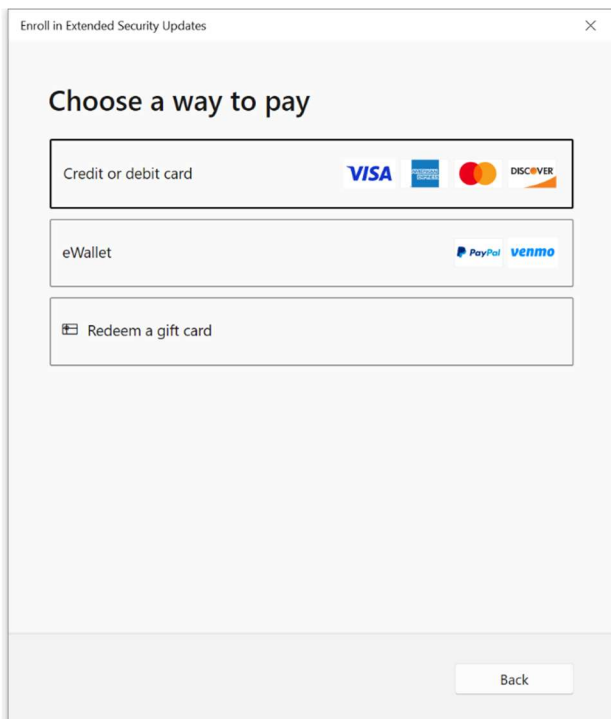 Enroll in Extended Security Updates
Choose a way to pay
Credit or debit card VISA DISCOVER
eWallet PayPal venmo
Redeem a gift card
Back